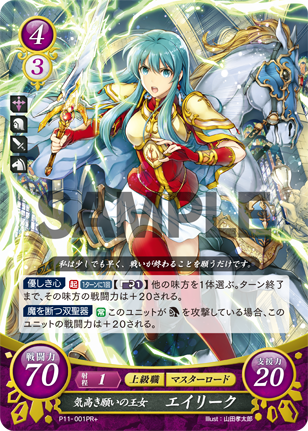 4
3
SAMPLE
私は少しでも早く、戦いが終わることを願うだけです。
優しき心 起 1ターンに1回 【1】他の味方を1体選ぶ。ターン終了
まで、その味方の戦闘力は+20される。
魔を断つ双聖器 常 このユニットが を攻撃している場合、この
ユニットの戦闘力は+20される。
戦闘力
70
射程 1 上級職 マスターロード
支援力
20
気高き願いの王女 エイリーク
P11-001PR+ Illust:山田孝太郎